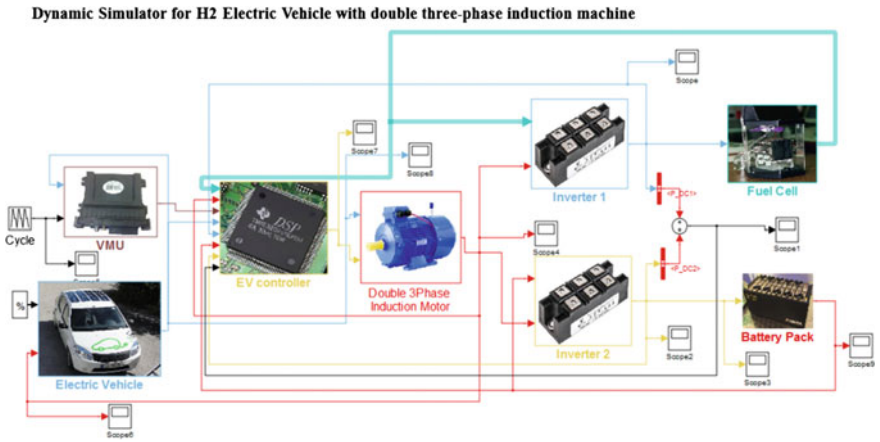 Dynamic Simulator for H2 Electric Vehicle with double three-phase induction machine
Scope
Scope7
Scope8
Inverter 1
Fuel Cell
<P_DC1>
Cycle
VMU
DSP
EV controller
Double 3Phase
Induction Motor
Scope4
Scope1
<P_DC2>
%
Electric Vehicle
Inverter 2
Scope2
Battery Pack
Scope3
Scope9
Scope6